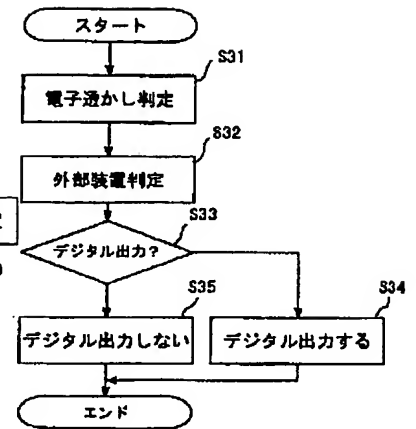 スタート
S31
電子透かし判定
S32
外部装置判定
S33
デジタル出力?
S35
S34
デジタル出力しない
デジタル出力する
エンド